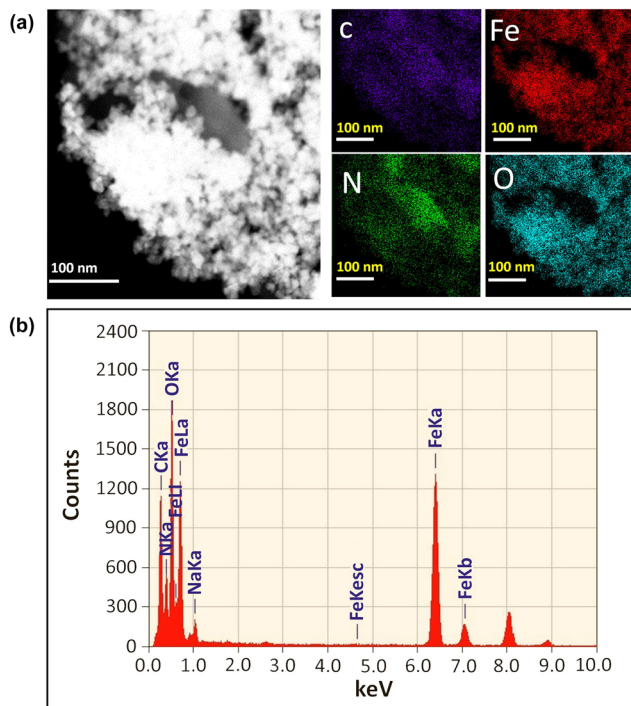 (a)
100 nm
C
100 nm
Fe
100 nm
N
100 nm
O
100 nm
(b)
Counts
2400
2100
1800
1500
1200
900
600
300
0
CKa
NKa
OKa
FeLl
FeLa
NaKa
FeKesc
FeKa
FeKb
0.0 1.0 2.0 3.0 4.0 5.0 6.0 7.0 8.0 9.0 10.0
keV